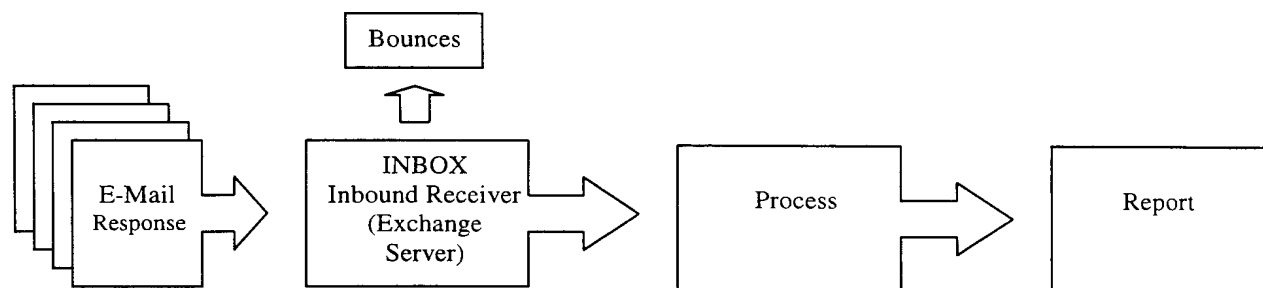 Bounces
E-Mail
Response
INBOX
Inbound Receiver
(Exchange
Server)
Process
Report